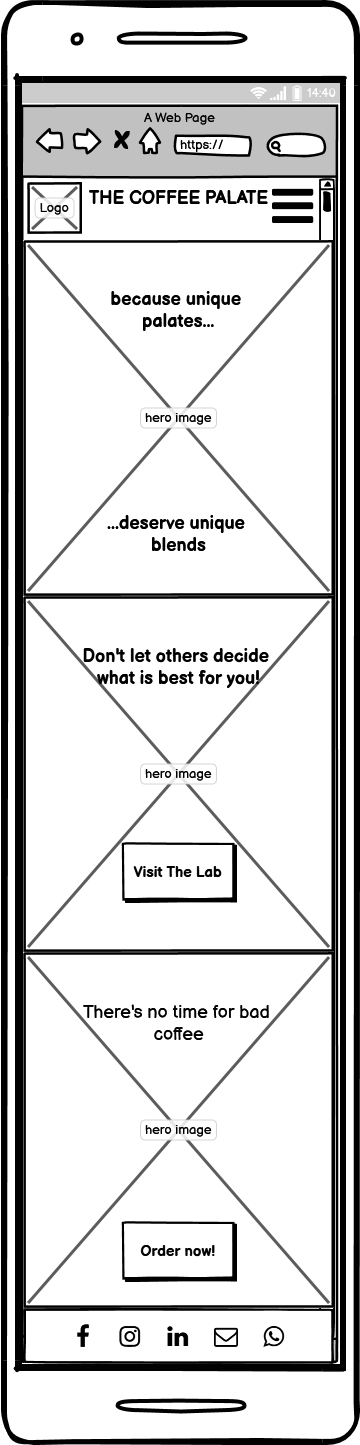 14:40
A Web Page
https://
Logo
THE COFFEE PALATE
because unique
palates...
hero image
...deserve unique
blends
Don't let others decide
what is best for you!
hero image
Visit The Lab
There's no time for bad
coffee
hero image
Order now!